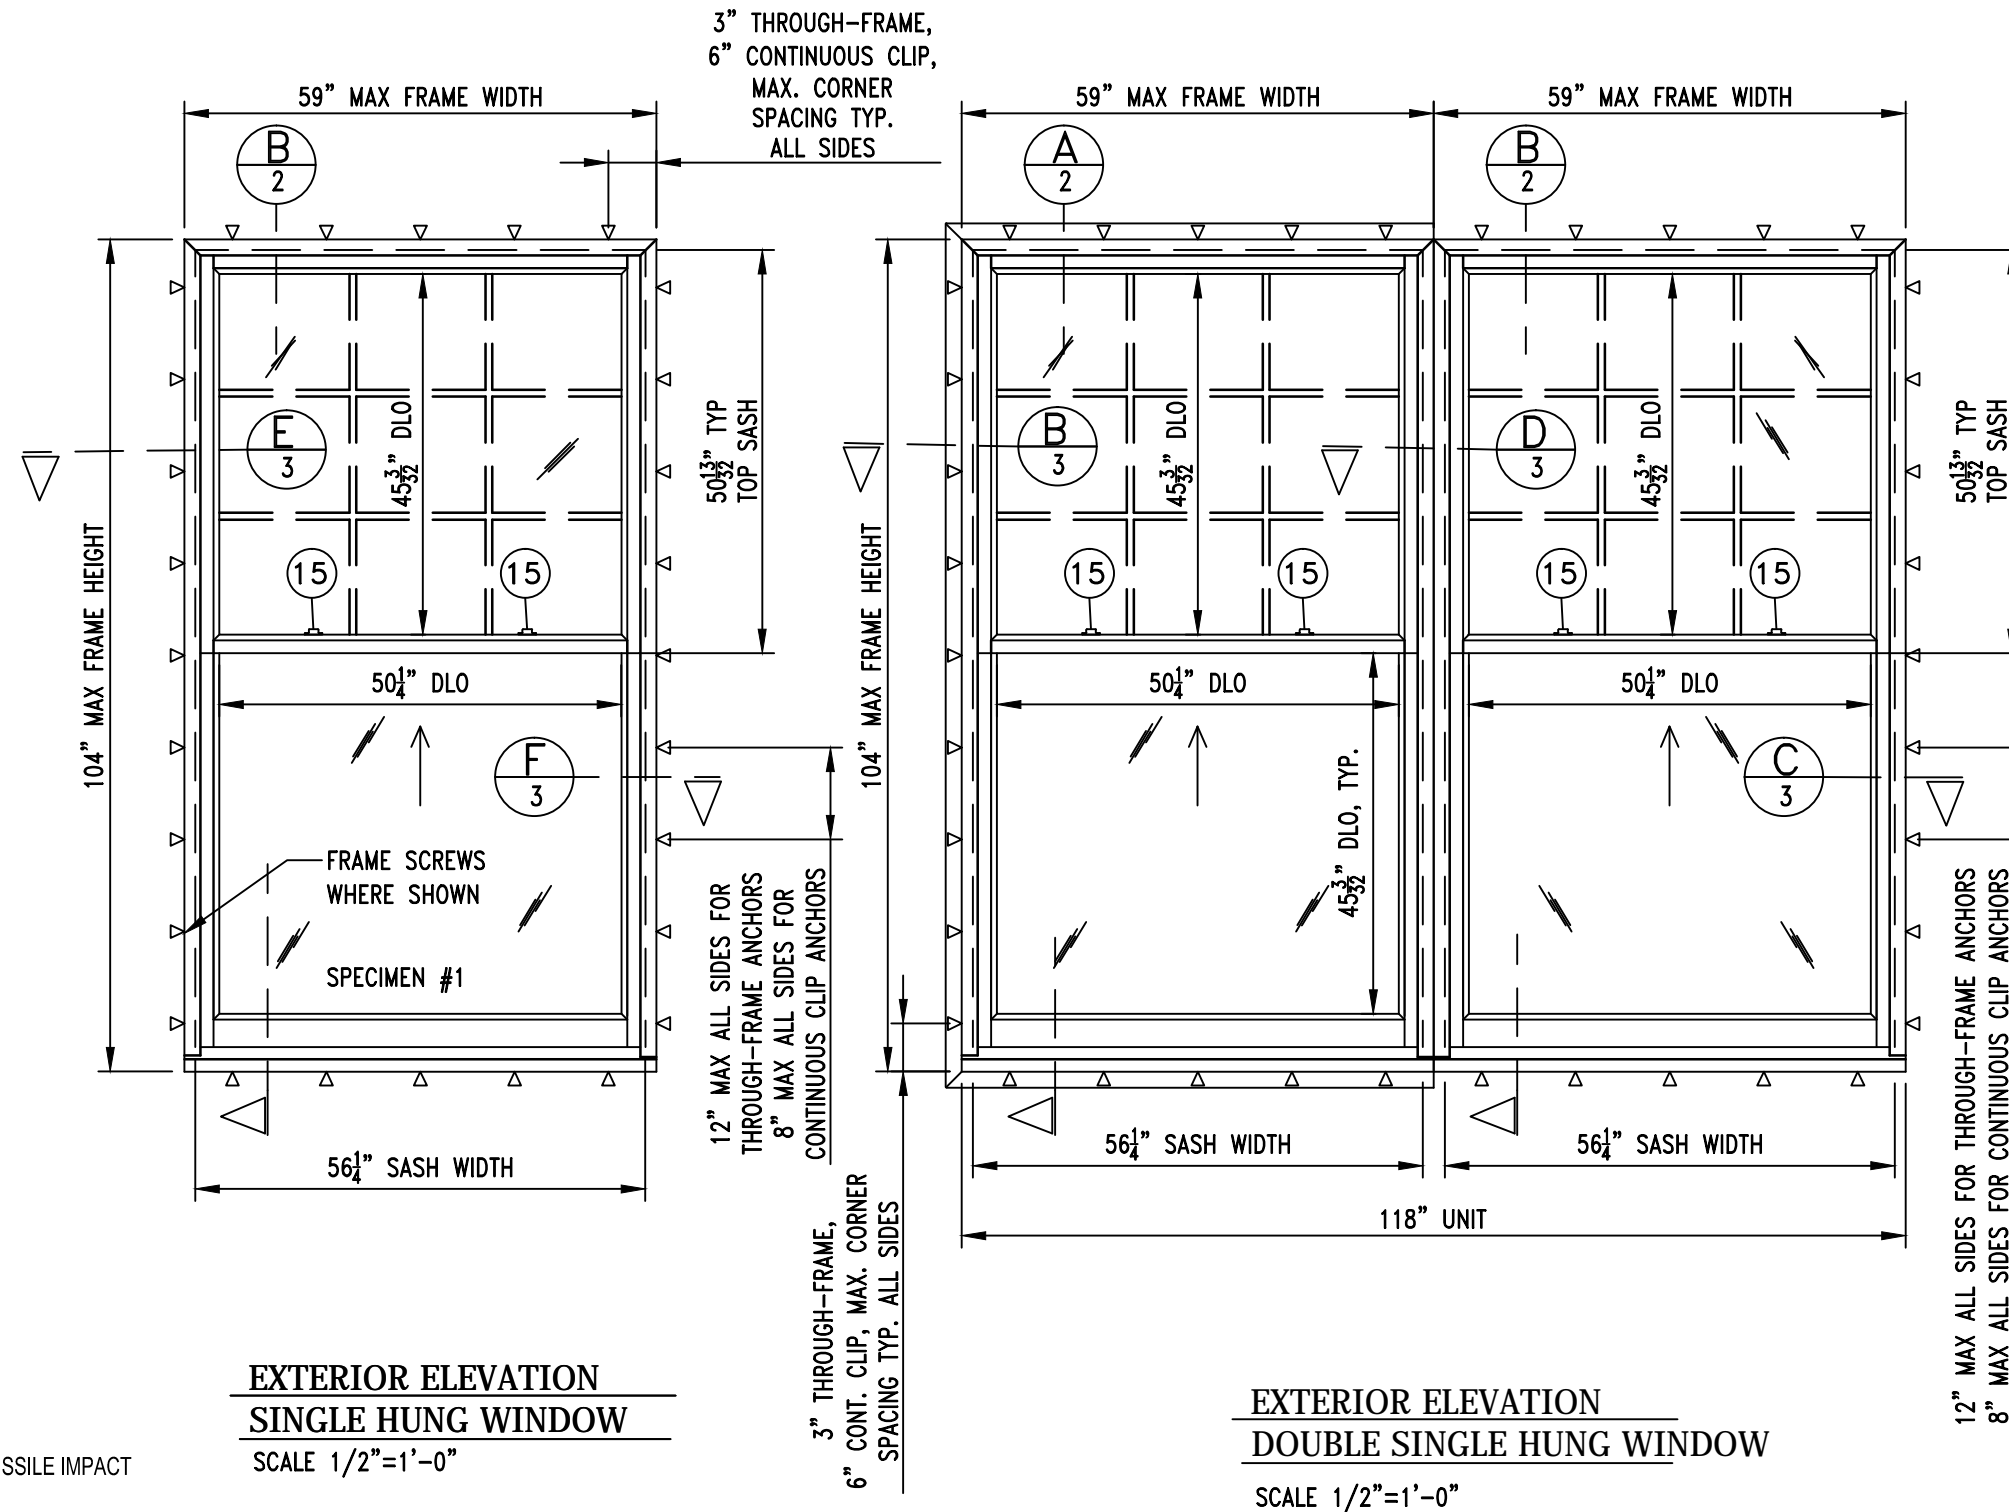 3” THROUGH-FRAME,
6” CONTINUOUS CLIP,
MAX. CORNER
SPACING TYP.
ALL SIDES
59” MAX FRAME WIDTH
59” MAX FRAME WIDTH
59” MAX FRAME WIDTH
B
2
A
2
B
2
104” MAX FRAME HEIGHT
E
3
45 3/32” DLO
50 13/32” TYP
TOP SASH
15
15
50 1/4” DLO
F
3
FRAME SCREWS
WHERE SHOWN
SPECIMEN #1
12” MAX ALL SIDES FOR
THROUGH-FRAME ANCHORS
8” MAX ALL SIDES FOR
CONTINUOUS CLIP ANCHORS
56 1/4” SASH WIDTH
104” MAX FRAME HEIGHT
B
3
45 3/32” DLO
D
3
45 3/32” DLO
50 13/32” TYP
TOP SASH
15
15
15
15
50 1/4” DLO
50 1/4” DLO
45 3/32” DLO, TYP.
C
3
12” MAX ALL SIDES FOR THROUGH-FRAME ANCHORS
8” MAX ALL SIDES FOR CONTINUOUS CLIP ANCHORS
56 1/4” SASH WIDTH
56 1/4” SASH WIDTH
118” UNIT
3” THROUGH-FRAME,
6” CONT. CLIP, MAX. CORNER
SPACING TYP. ALL SIDES
EXTERIOR ELEVATION
SINGLE HUNG WINDOW
SCALE 1/2”=1’-0”
EXTERIOR ELEVATION
DOUBLE SINGLE HUNG WINDOW
SCALE 1/2”=1’-0”
SSILE IMPACT